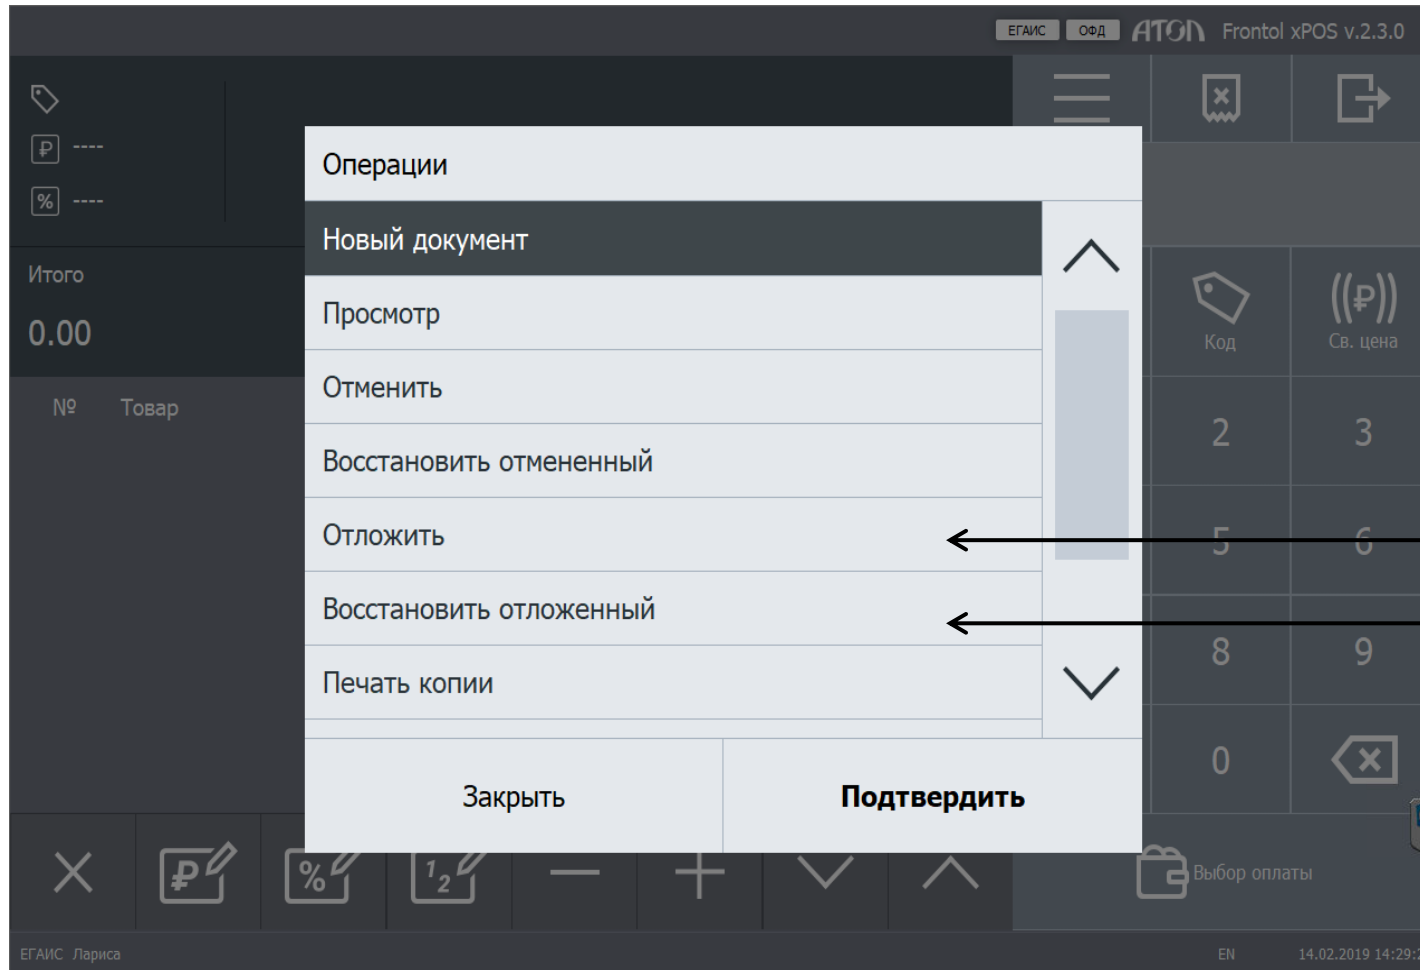 ЕГАИС ОФД АТОЛ Frontol xPOS v.2.3.0
₽ ----
% ----
Операции
Новый документ
Итого
0.00
Просмотр
Код
Св. цена
Отменить
№ Товар
2 3
Восстановить отмененный
Отложить
5 6
Восстановить отложенный
8 9
Печать копии
0
Закрыть
Подтвердить
Выбор оплаты
ЕГАИС Лариса
EN
14.02.2019 14:29: